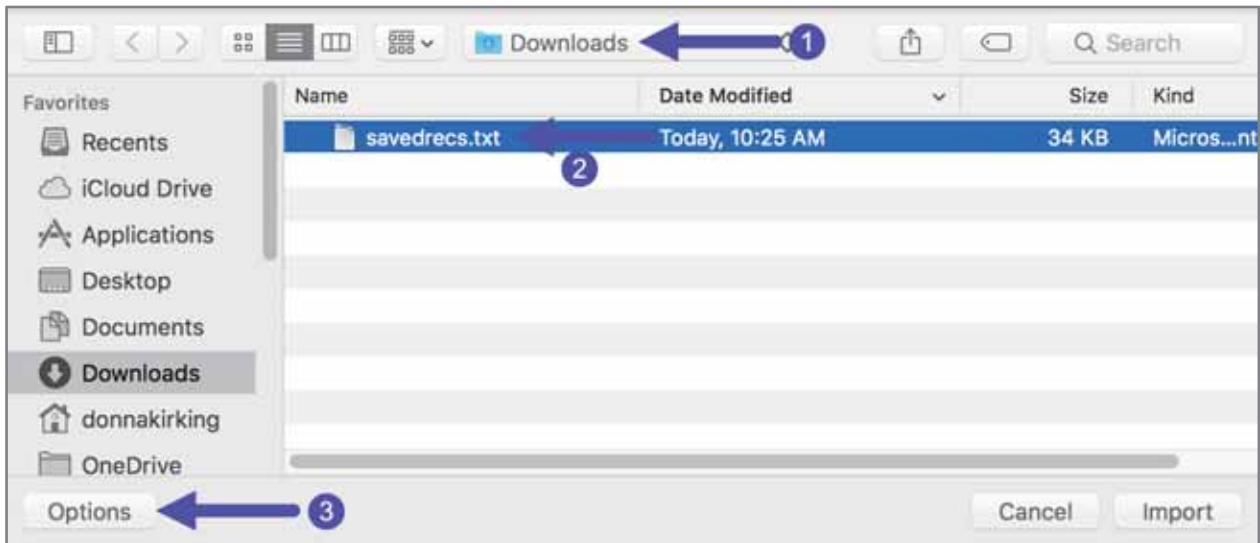 Downloads 1 Search
Favorites
Name Date Modified Size Kind
Recents
savedrecs.txt Today, 10:25 AM 34 KB Micros...nt
2
iCloud Drive
Applications
Desktop
Documents
Downloads
donnakirking
OneDrive
Options 3 Cancel Import